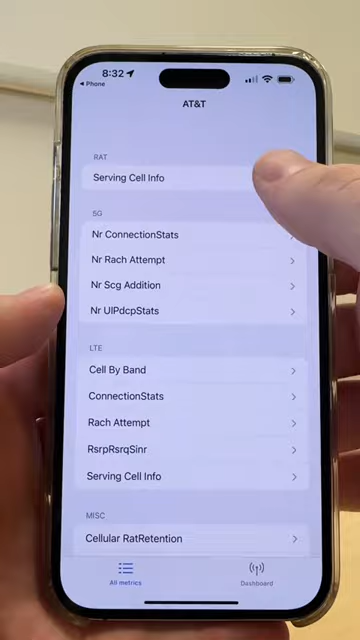 8:32
◀ Phone
AT&T
RAT
Serving Cell Info
5G
Nr ConnectionStats
Nr Rach Attempt
Nr Scg Addition
Nr UlPdcpStats
LTE
Cell By Band
ConnectionStats
Rach Attempt
RsrpRsrqSinr
Serving Cell Info
MISC
Cellular RatRetention
All metrics
Dashboard